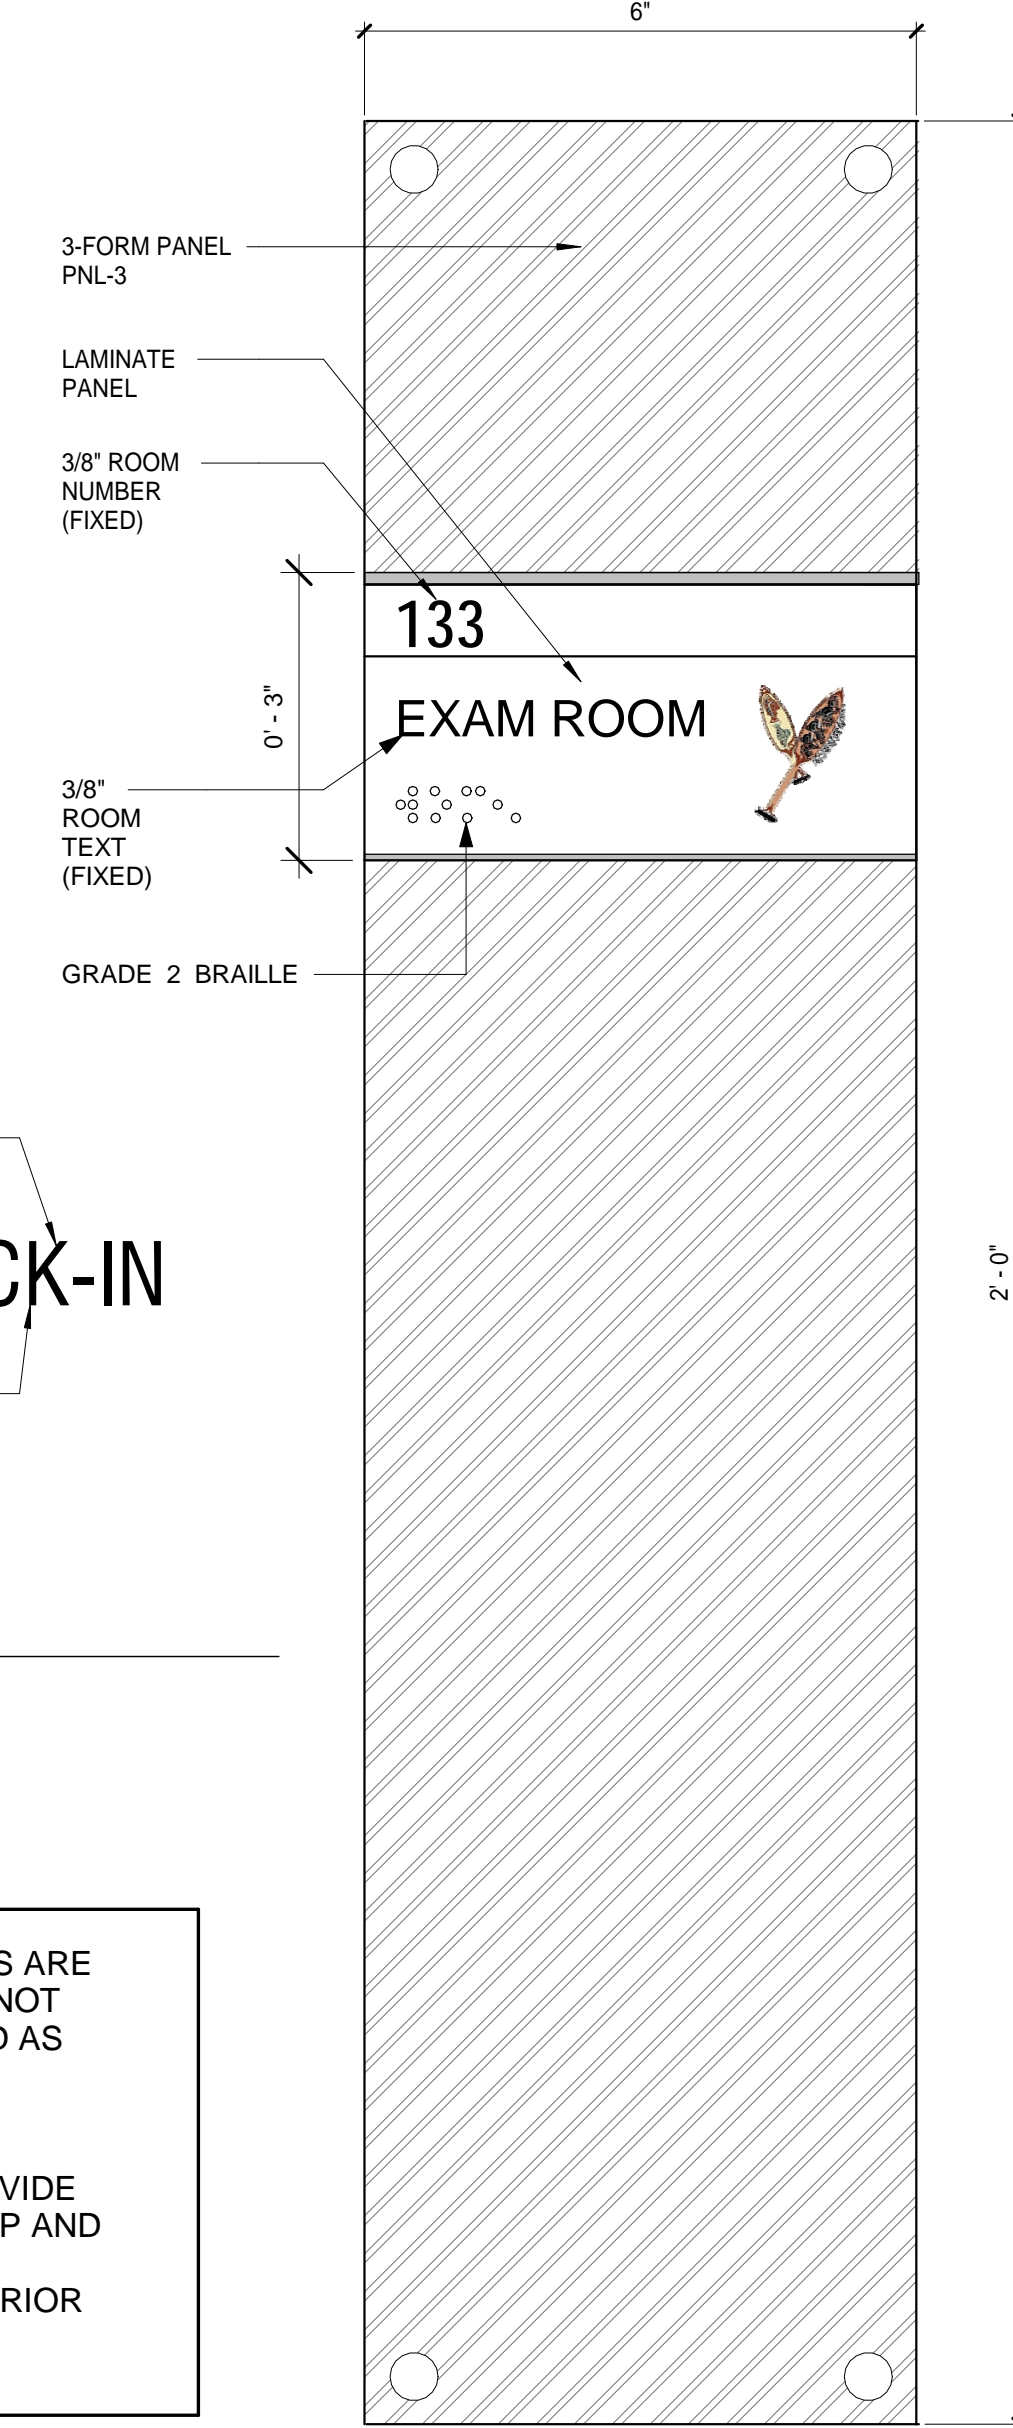 6"
3-FORM PANEL
PNL-3
LAMINATE
PANEL
3/8" ROOM
NUMBER
(FIXED)
133
0' - 3"
EXAM ROOM
3/8"
ROOM
TEXT
(FIXED)
GRADE 2 BRAILLE
CK-IN
2' - 0"
S ARE
NOT
D AS
VIDE
P AND
RIOR